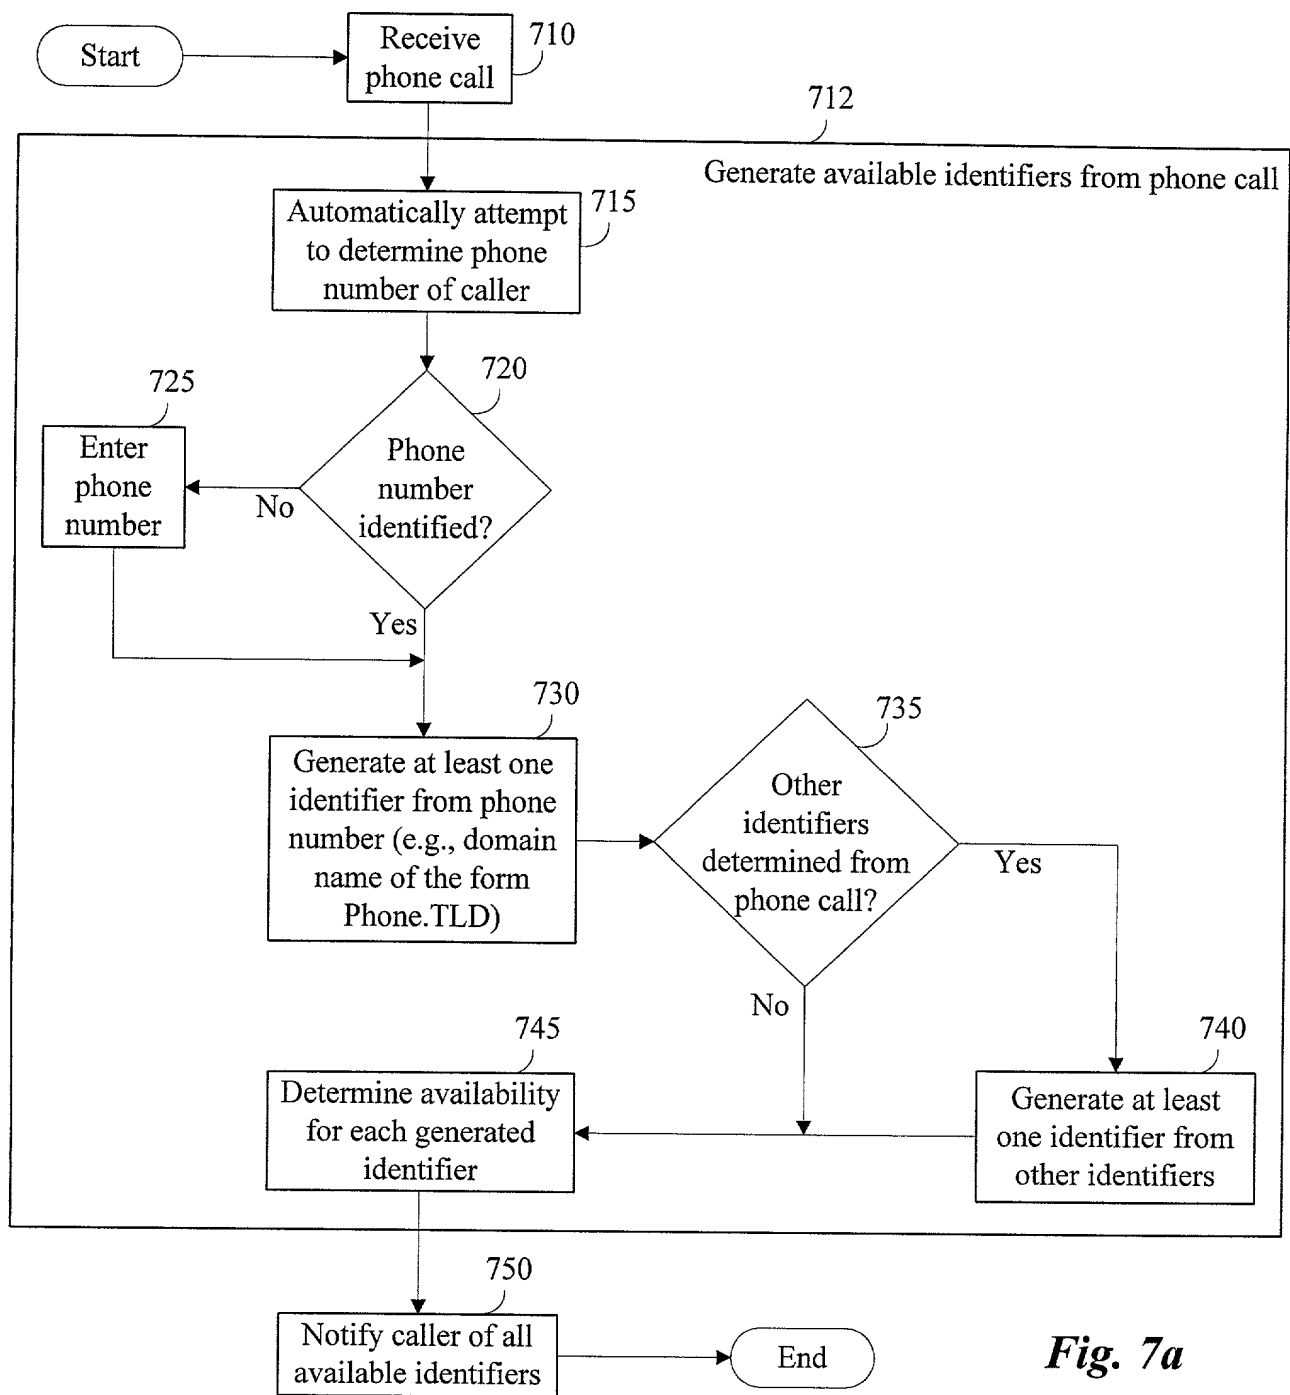 Start
Receive
phone call
710
712
Generate available identifiers from phone call
Automatically attempt
to determine phone
number of caller
715
720
Phone
number
identified?
725
Enter
phone
number
No
Yes
730
Generate at least one
identifier from phone
number (e.g., domain
name of the form
Phone.TLD)
735
Other
identifiers
determined from
phone call?
Yes
No
740
Generate at least
one identifier from
other identifiers
745
Determine availability
for each generated
identifier
750
Notify caller of all
available identifiers
End
Fig. 7a